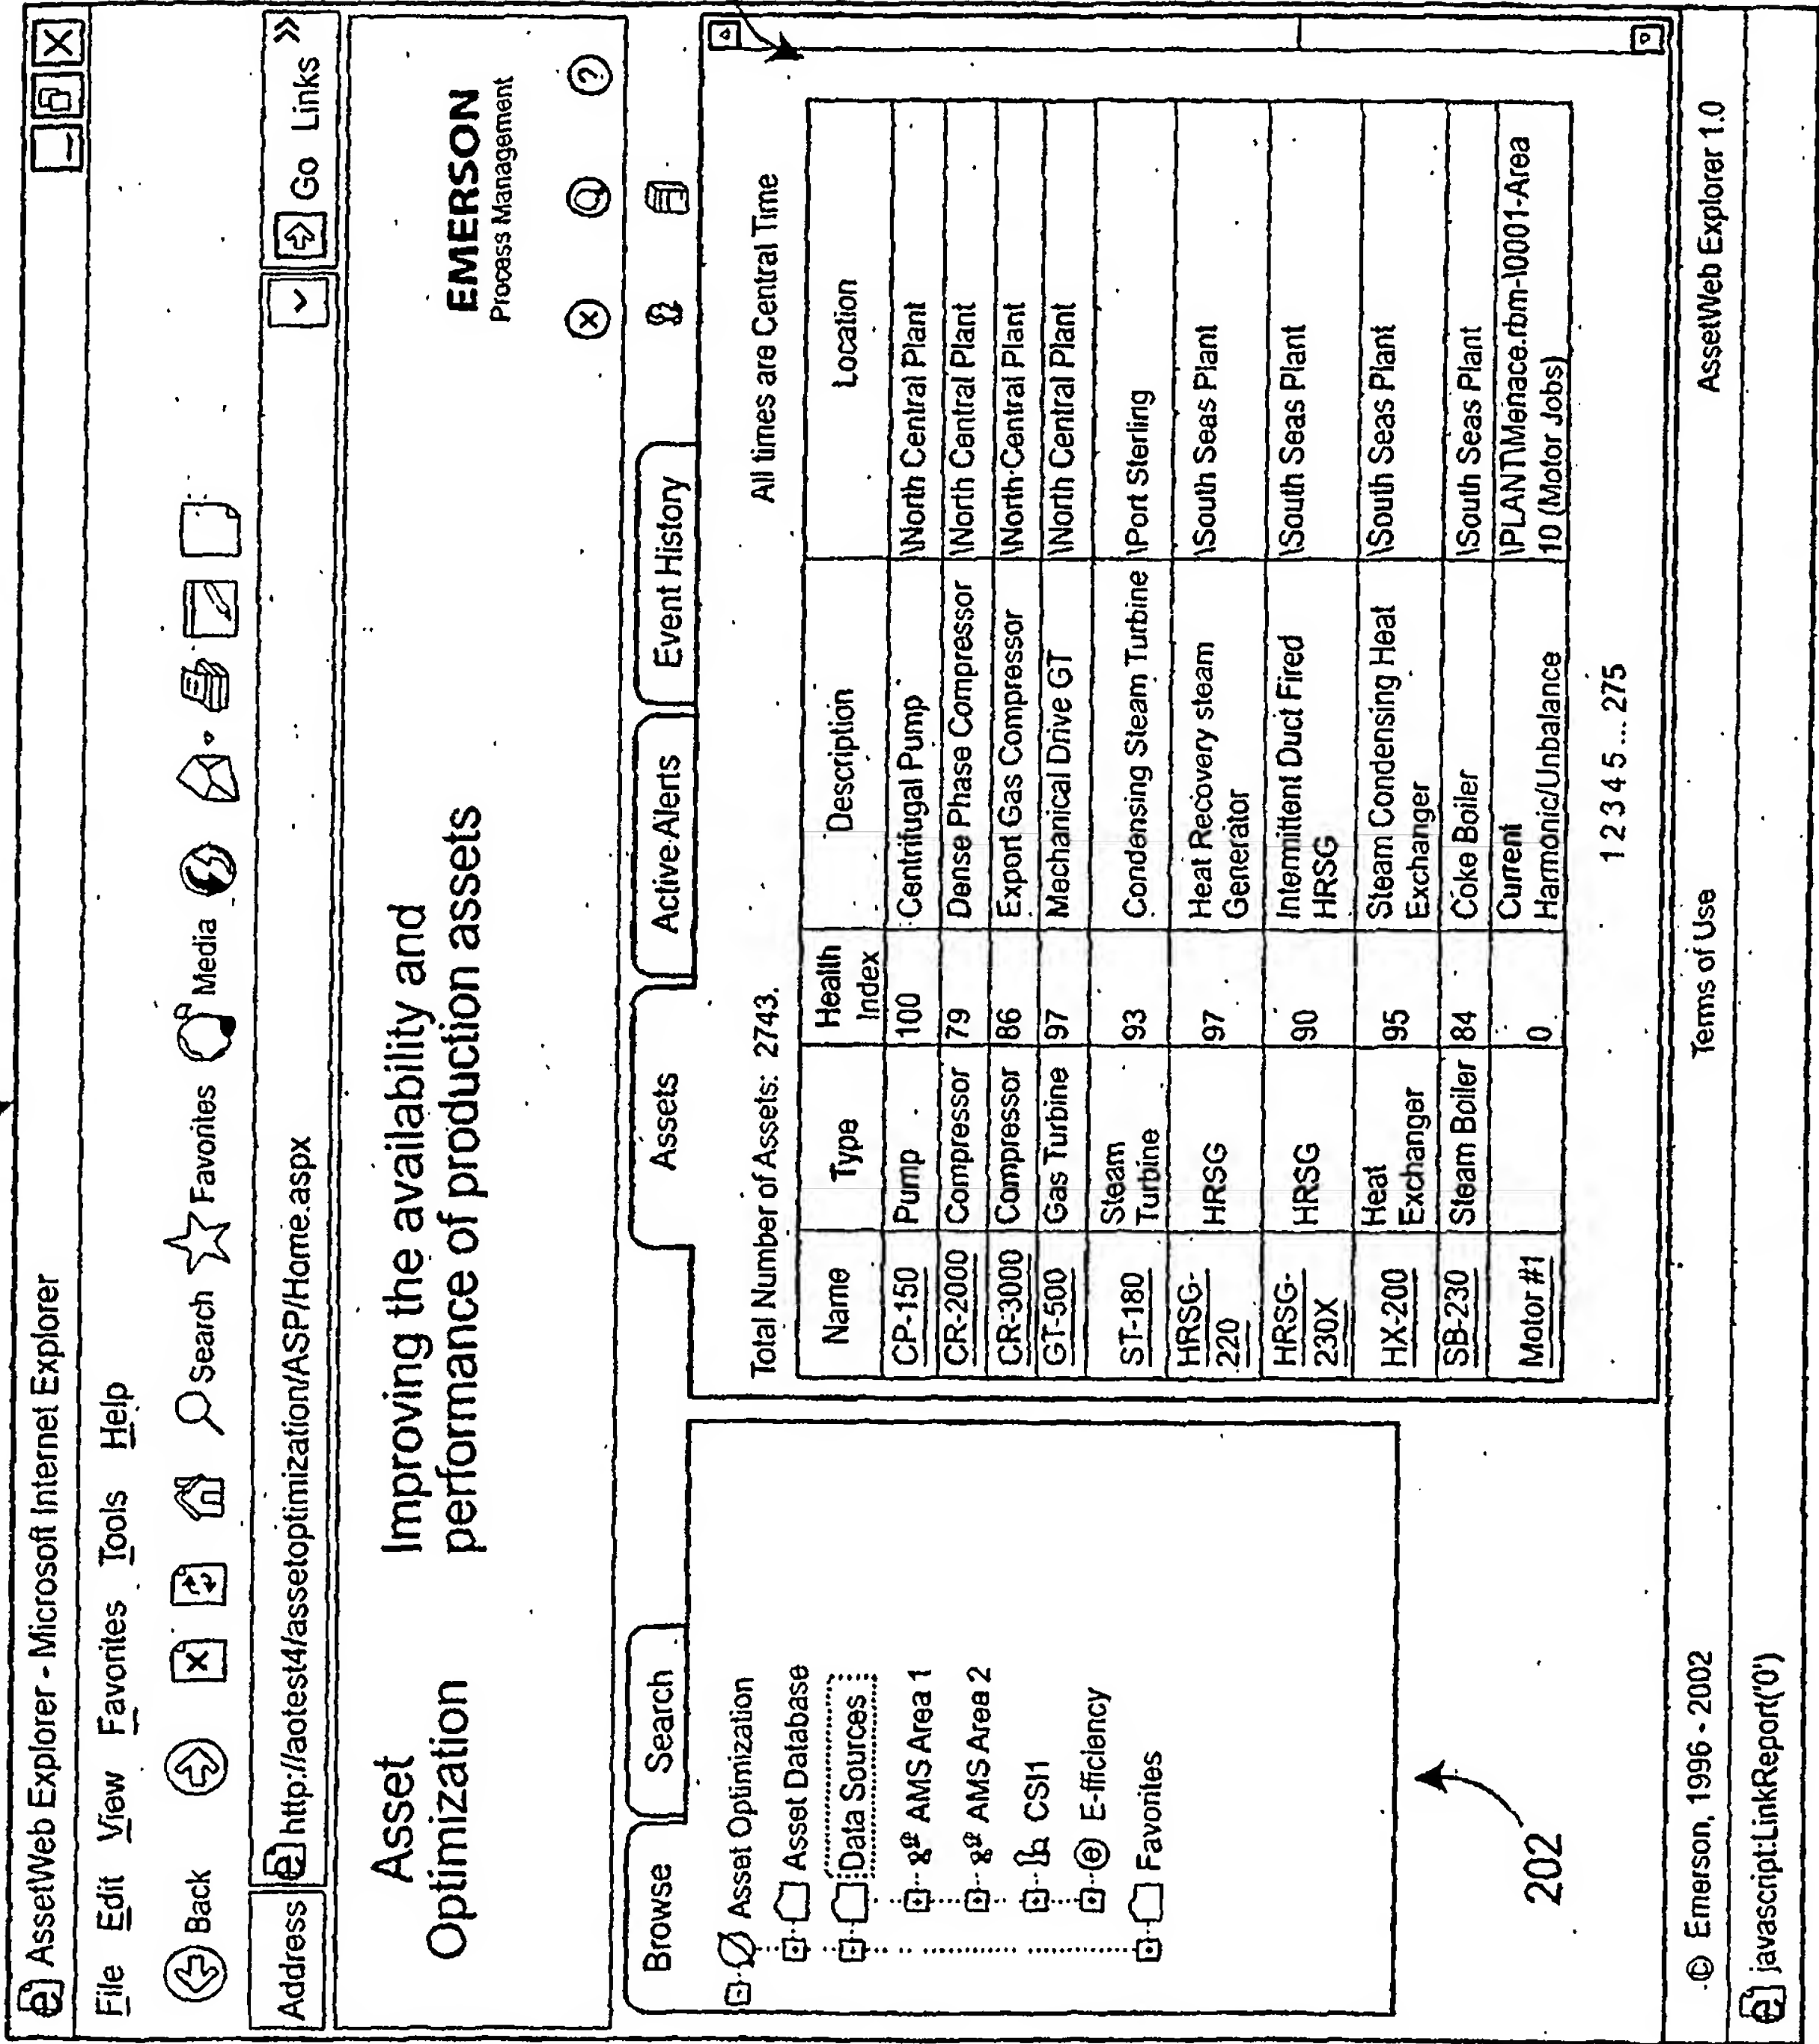 AssetWeb Explorer - Microsoft Internet Explorer
File Edit View Favorites Tools Help
Back Search Favorites Media
Address http://aotest4/assetoptimization/ASP/Home.aspx Go Links »
Asset Optimization
Improving the availability and
performance of production assets
EMERSON
Process Management
Browse Search
Assets Active Alerts Event History
Asset Optimization
Asset Database
Data Sources
AMS Area 1
AMS Area 2
CSI1
E-fficiency
Favorites
202
Total Number of Assets: 2743. All times are Central Time
Name Type Health Index Description Location
CP-150 Pump 100 Centrifugal Pump \North Central Plant
CR-2000 Compressor 79 Dense Phase Compressor \North Central Plant
CR-3000 Compressor 86 Export Gas Compressor \North Central Plant
GT-500 Gas Turbine 97 Mechanical Drive GT \North Central Plant
ST-180 Steam Turbine 93 Condensing Steam Turbine \Port Sterling
HRSG-220 HRSG 97 Heat Recovery steam Generator \South Seas Plant
HRSG-230X HRSG 90 Intermittent Duct Fired HRSG \South Seas Plant
HX-200 Heat Exchanger 95 Steam Condensing Heat Exchanger \South Seas Plant
SB-230 Steam Boiler 84 Coke Boiler \South Seas Plant
Motor #1 0 Current Harmonic/Unbalance \PLANT\Menace.rbm-\0001-Area 10 (Motor Jobs)
1 2 3 4 5 ... 275
© Emerson, 1996 - 2002 Terms of Use AssetWeb Explorer 1.0
javascript:LinkReport('0')